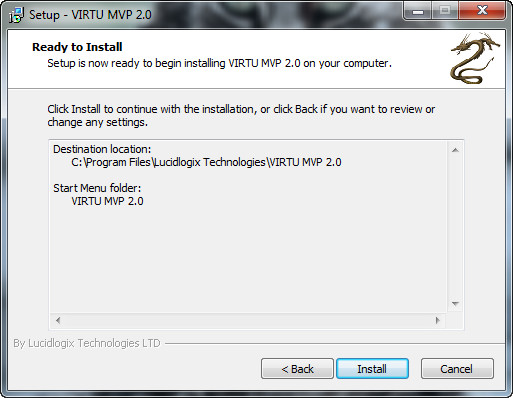 Setup - VIRTU MVP 2.0
Ready to Install
Setup is now ready to begin installing VIRTU MVP 2.0 on your computer.
Click Install to continue with the installation, or click Back if you want to review or
change any settings.
Destination location:
C:\Program Files\Lucidlogix Technologies\VIRTU MVP 2.0
Start Menu folder:
VIRTU MVP 2.0
By Lucidlogix Technologies LTD
< Back Install Cancel